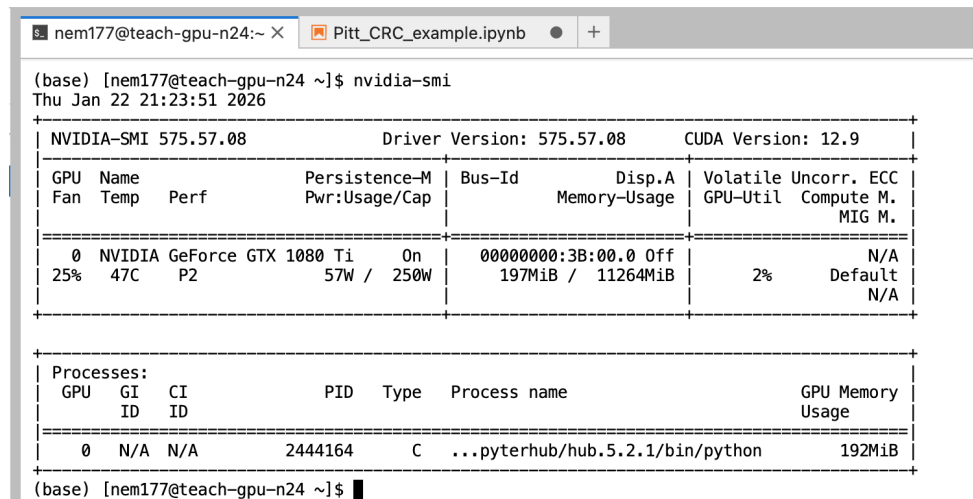 nem177@teach-gpu-n24:~ × Pitt_CRC_example.ipynb ● +
(base) [nem177@teach-gpu-n24 ~]$ nvidia-smi
Thu Jan 22 21:23:51 2026
+-----------------------------------------------------------------------------------------+
| NVIDIA-SMI 575.57.08              Driver Version: 575.57.08      CUDA Version: 12.9     |
|-----------------------------------------+------------------------+----------------------+
| GPU  Name                 Persistence-M | Bus-Id          Disp.A | Volatile Uncorr. ECC |
| Fan  Temp   Perf          Pwr:Usage/Cap |           Memory-Usage | GPU-Util  Compute M. |
|                                         |                        |               MIG M. |
|=========================================+========================+======================|
|   0  NVIDIA GeForce GTX 1080 Ti     On  |   00000000:3B:00.0 Off |                  N/A |
| 25%   47C    P2             57W /  250W |     197MiB /  11264MiB |      2%      Default |
|                                         |                        |                  N/A |
+-----------------------------------------+------------------------+----------------------+
+-----------------------------------------------------------------------------------------+
| Processes:                                                                              |
|  GPU   GI   CI              PID   Type   Process name                        GPU Memory |
|        ID   ID                                                               Usage      |
|=========================================================================================|
|    0   N/A  N/A         2444164      C   ...pyterhub/hub.5.2.1/bin/python        192MiB |
+-----------------------------------------------------------------------------------------+
(base) [nem177@teach-gpu-n24 ~]$